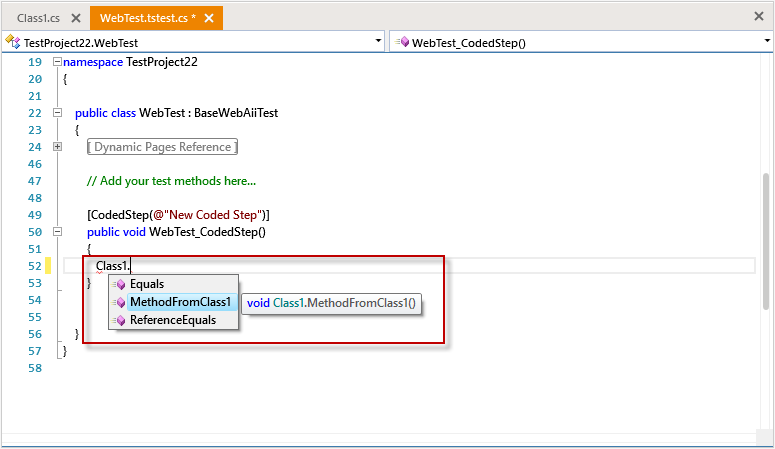 Class1.cs WebTest.tstest.cs *
TestProject22.WebTest WebTest_CodedStep()
19 namespace TestProject22
20 {
21
22 public class WebTest : BaseWebAiiTest
23 {
24 [ Dynamic Pages Reference ]
46
47 // Add your test methods here...
48
49 [CodedStep(@"New Coded Step")]
50 public void WebTest_CodedStep()
51 {
52 Class1.
Equals
53 }
54 MethodFromClass1 void Class1.MethodFromClass1()
55 ReferenceEquals
56 }
57 }
58